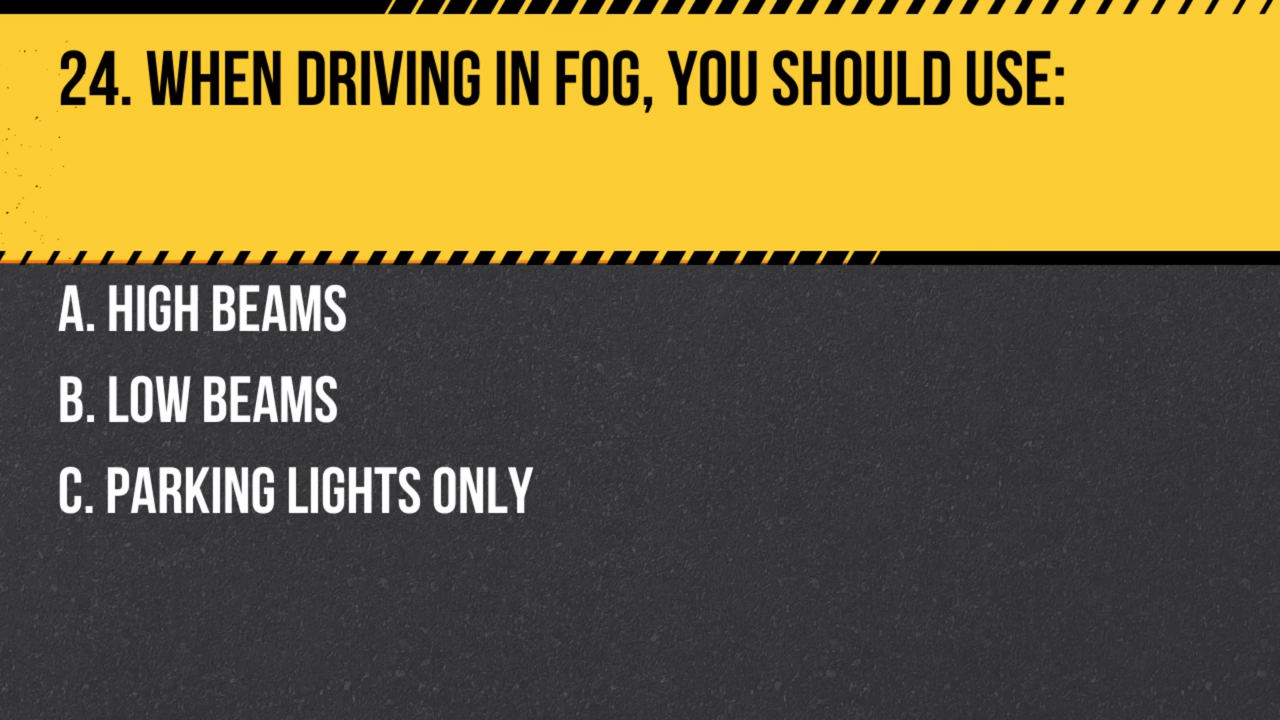 24. WHEN DRIVING IN FOG, YOU SHOULD USE:
A. HIGH BEAMS
B. LOW BEAMS
C. PARKING LIGHTS ONLY